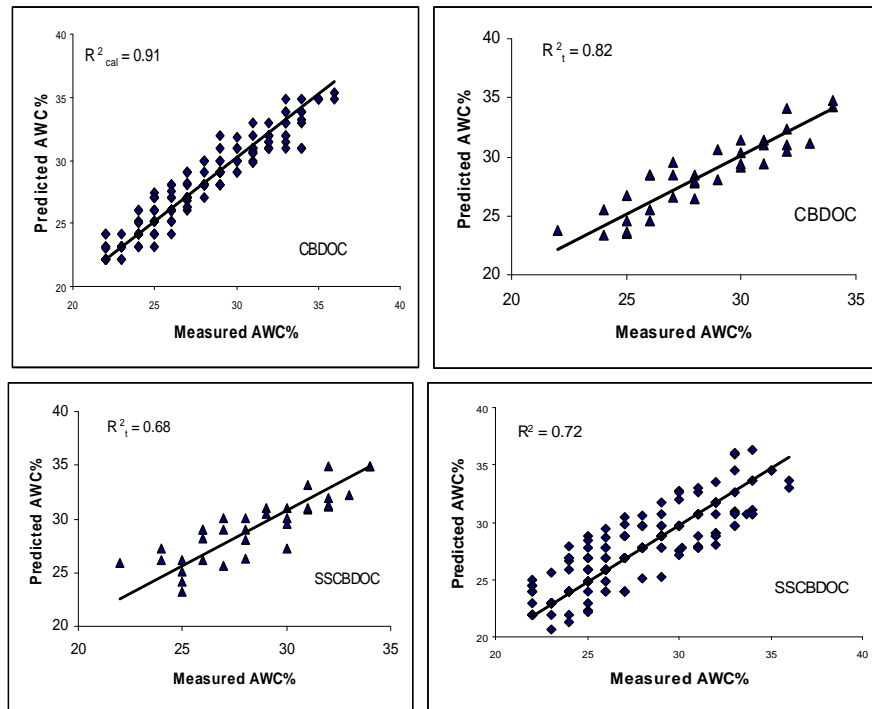 40
35
30
25
20
R²cal = 0.91
Predicted AWC%
CBDOC
20 25 30 35 40
Measured AWC%
40
35
30
25
20
R²t = 0.82
Predicted AWC%
CBDOC
20 25 30 35
Measured AWC%
40
35
30
25
20
R²t = 0.68
Predicted AWC%
SSCBDOC
20 25 30 35
Measured AWC%
40
35
30
25
20
R² = 0.72
Predicted AWC%
SSCBDOC
20 25 30 35 40
Measured AWC%